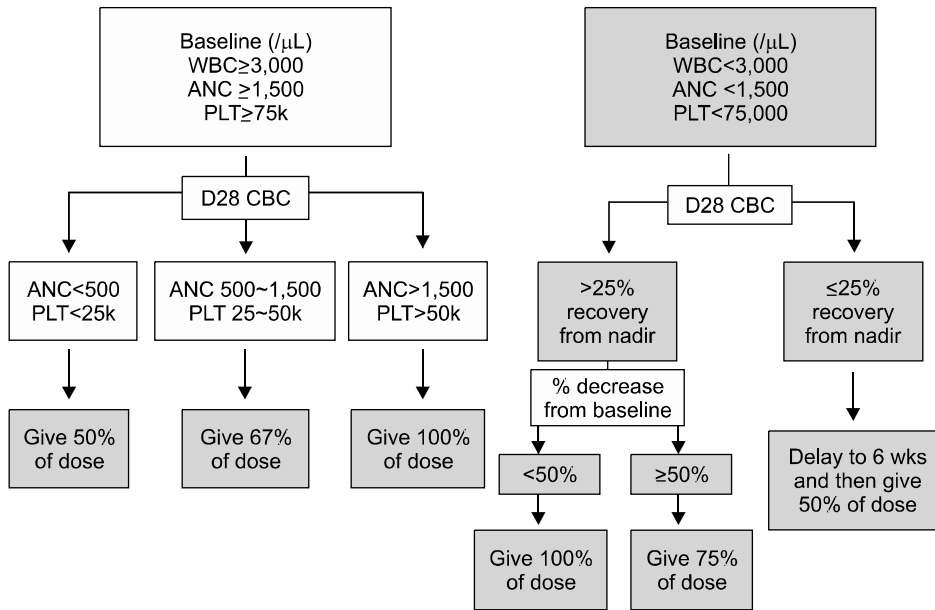 Baseline (/μL)
WBC≥3,000
ANC ≥1,500
PLT≥75k
Baseline (/μL)
WBC<3,000
ANC <1,500
PLT<75,000
D28 CBC
D28 CBC
ANC<500
PLT<25k
ANC 500~1,500
PLT 25~50k
ANC>1,500
PLT>50k
>25%
recovery
from nadir
≤25%
recovery
from nadir
% decrease
from baseline
Give 50%
of dose
Give 67%
of dose
Give 100%
of dose
<50%
≥50%
Delay to 6 wks
and then give
50% of dose
Give 100%
of dose
Give 75%
of dose